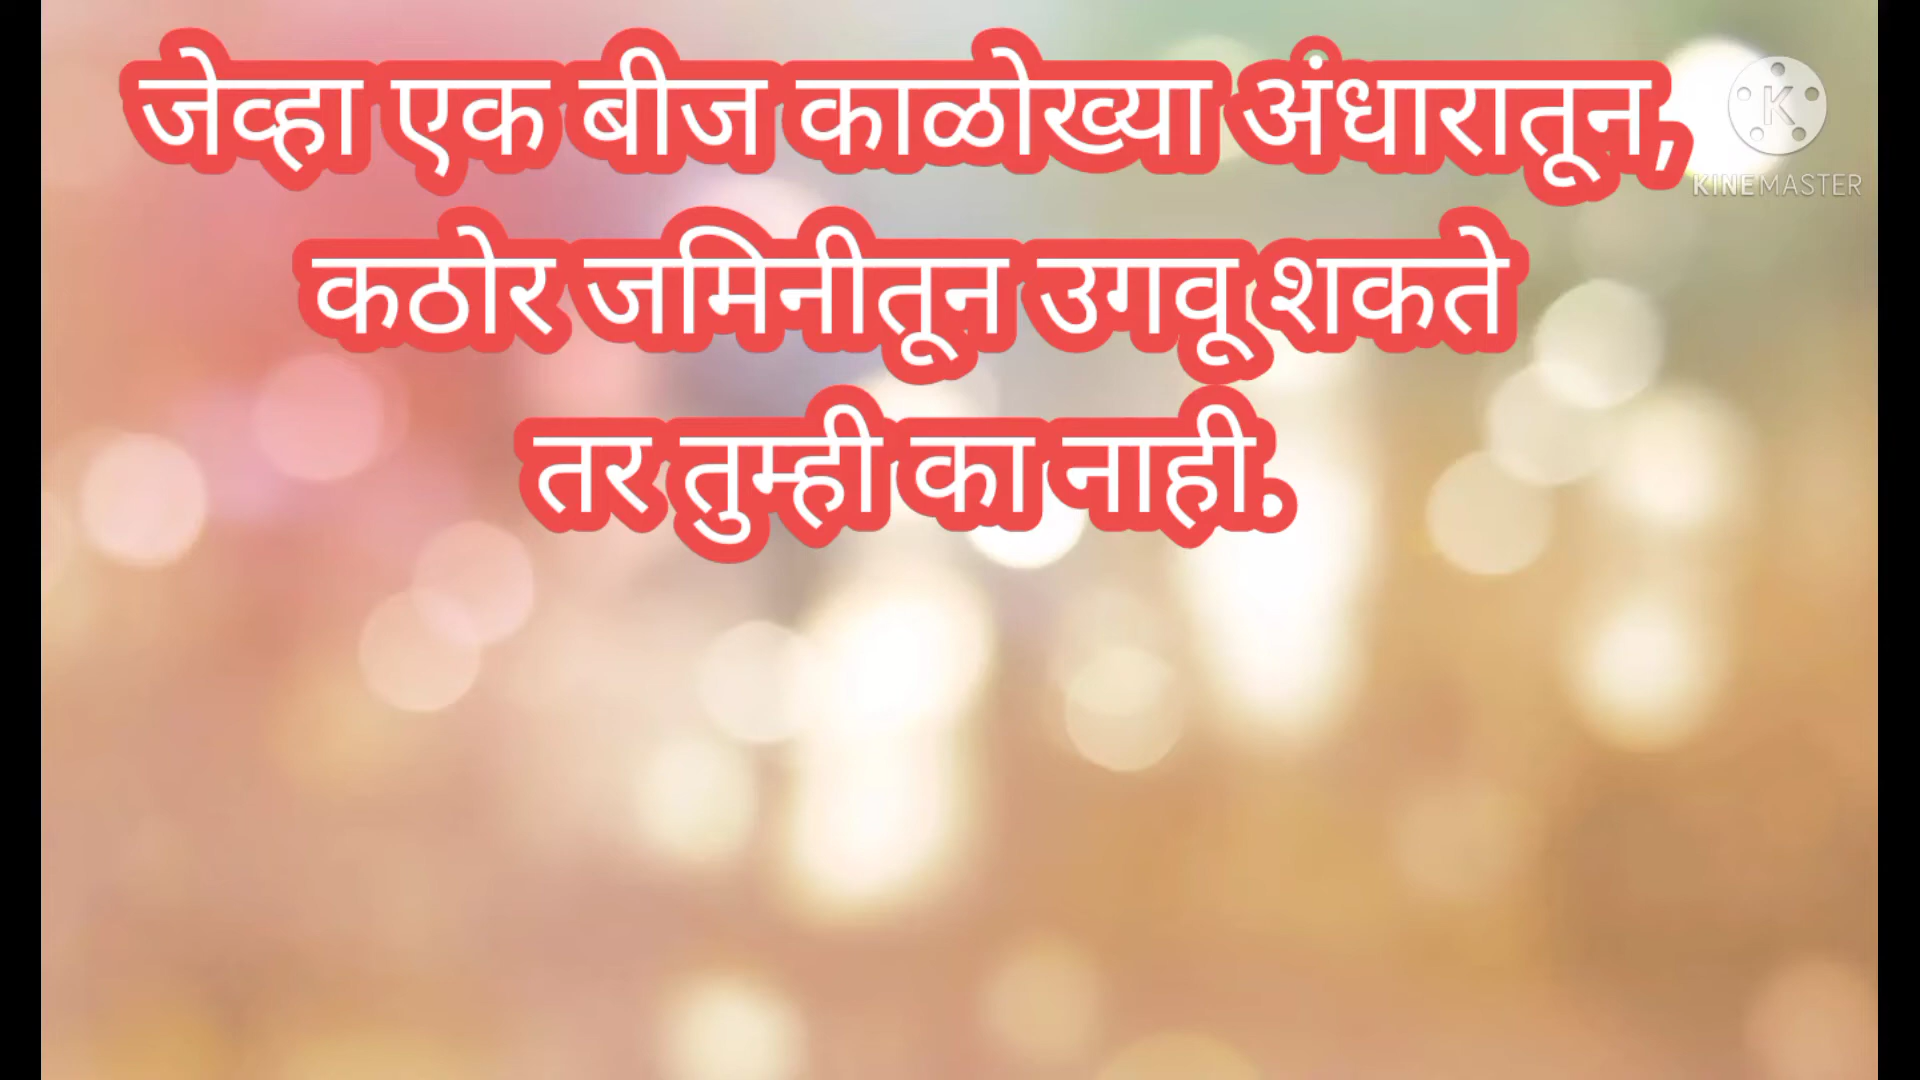 जेव्हा एक बीज काळोख्या अंधारातून,
कठोर जमिनीतून उगवू शकते
तर तुम्ही का नाही.
K
KINEMASTER